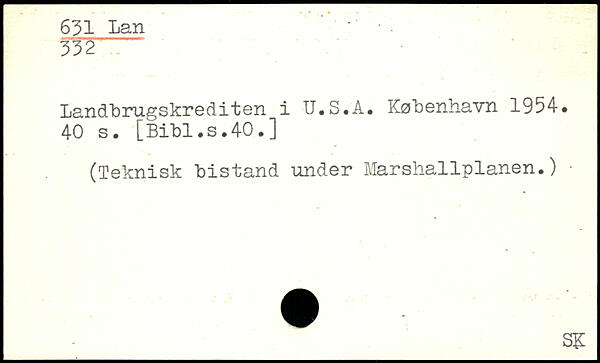 631 Lan
332
Landbrugskrediten i U.S.A. København 1954.
40 s. [Bibl.s.40.]
(Teknisk bistand under Marshallplanen.)
SK